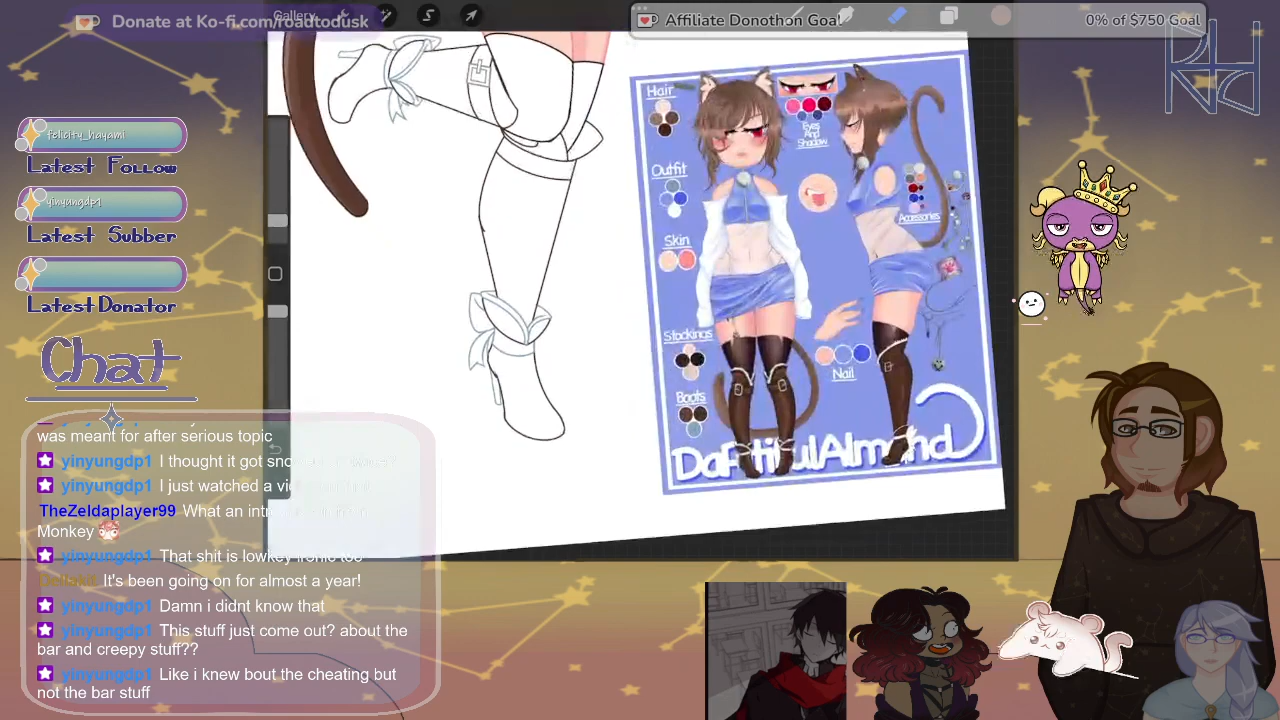 Donate at Ko-fi.com/roadtodusk
Gallery
Affiliate Donothon Goal
0% of $750 Goal
felicity_hayami
Latest Follow
yinyungdp1
Latest Subber
Latest Donator
Chat
was meant for after serious topic
yinyungdp1 I thought it got
yinyungdp1 I just watched a
TheZeldaplayer99 What an
Monkey
yinyungdp1 That shit is lowkey ironic too
It's been going on for almost a year!
yinyungdp1 Damn i didnt know that
yinyungdp1 This stuff just come out? about the
bar and creepy stuff??
yinyungdp1 Like i knew bout the cheating but
not the bar stuff
Hair
Eyes
And
Shadow
Outfit
Accessories
Skin
Stockings
Nail
Boots